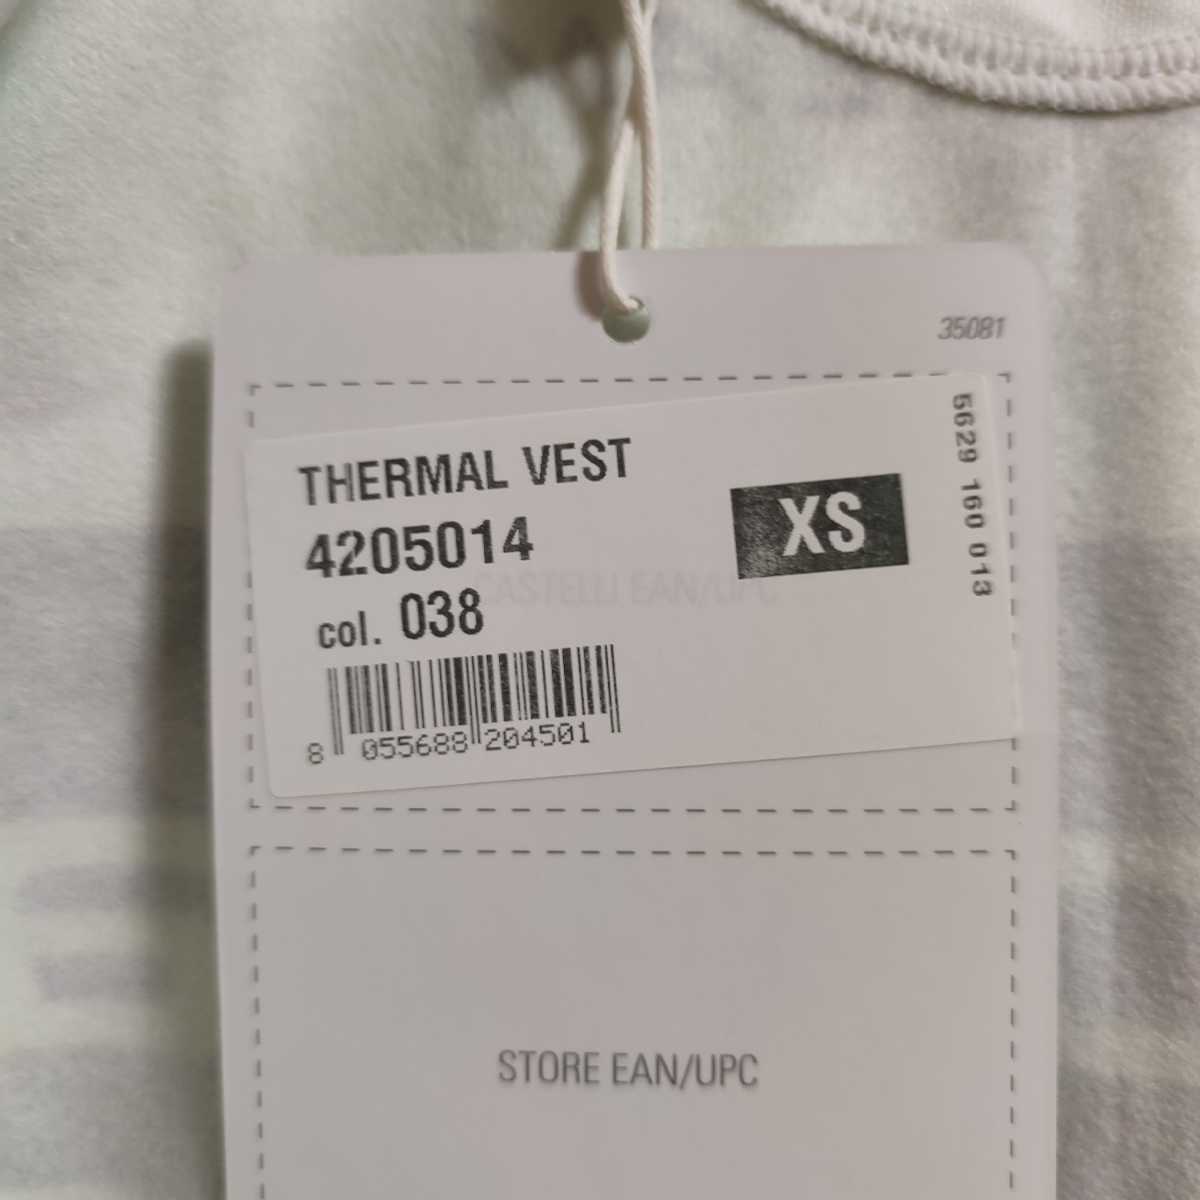 35081
THERMAL VEST
4205014
XS
col. 038
5629 160 013
CASTELLI EAN/UPC
8 055688 204501
STORE EAN/UPC